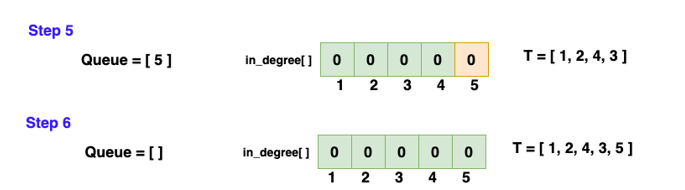 Step 5
Queue = [ 5 ] in_degree[ ] 0 0 0 0 0 T = [ 1, 2, 4, 3 ]
1 2 3 4 5
Step 6
Queue = [ ] in_degree[ ] 0 0 0 0 0 T = [ 1, 2, 4, 3, 5 ]
1 2 3 4 5